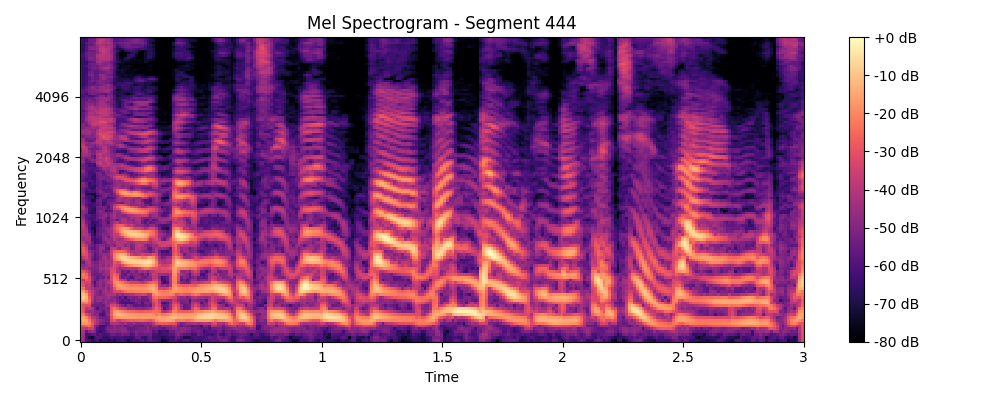 Mel Spectrogram - Segment 444
Frequency
4096
2048
1024
512
0
0
0.5
1
1.5
2
2.5
3
Time
+0 dB
-10 dB
-20 dB
-30 dB
-40 dB
-50 dB
-60 dB
-70 dB
-80 dB